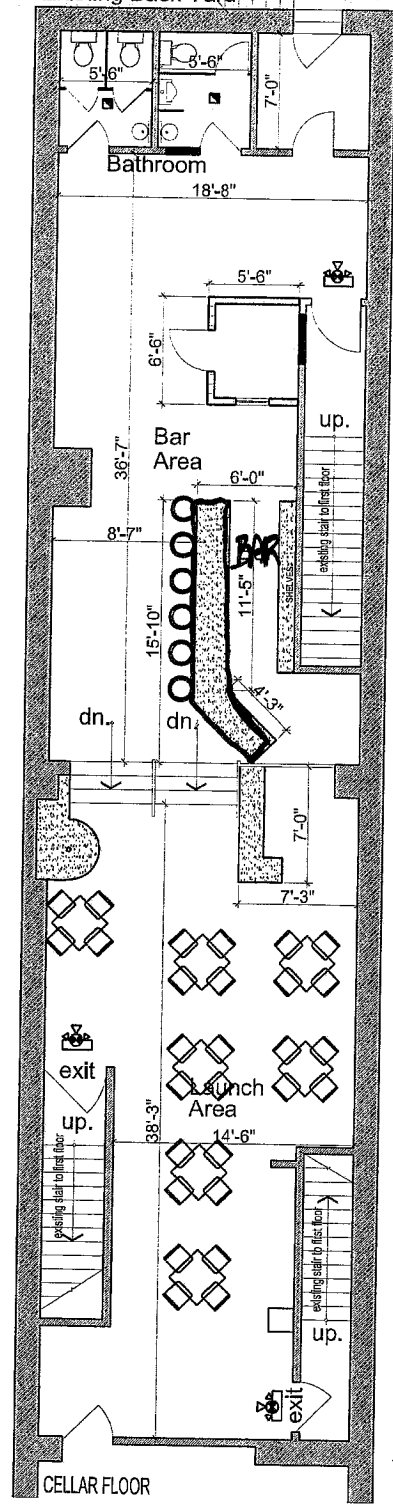 5'-6"
5'-6"
7'-0"
Bathroom
18'-8"
5'-6"
6'-6"
up.
existing stair to first floor
Bar
Area
36'-7"
6'-0"
8'-7"
BAR
11'-5"
SHELVES
15'-10"
4'-3"
dn.
dn.
7'-0"
7'-3"
exit
up.
existing stair to first floor
Launch
Area
38'-3"
14'-6"
existing stair to first floor
up.
exit
CELLAR FLOOR